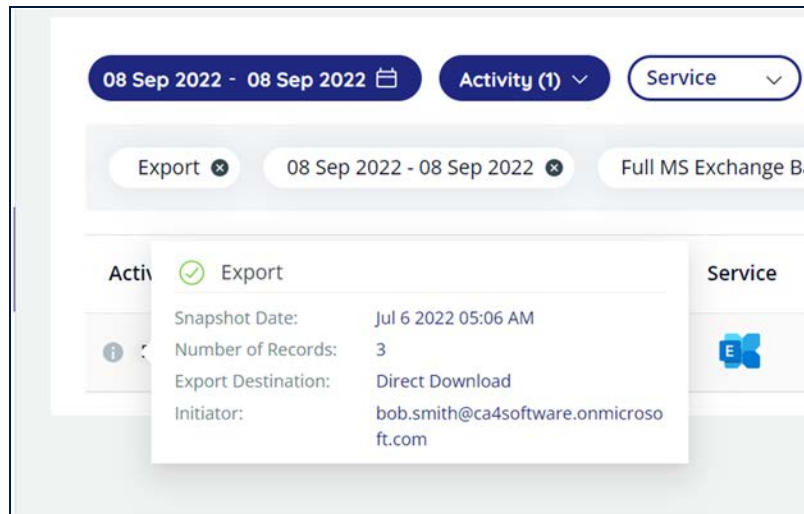 08 Sep 2022 - 08 Sep 2022 Activity (1) Service
Export 08 Sep 2022 - 08 Sep 2022 Full MS Exchange
Export Service
Snapshot Date: Jul 6 2022 05:06 AM
Number of Records: 3
E
Export Destination: Direct Download
Initiator: bob.smith@ca4software.onmicroso
ft.com